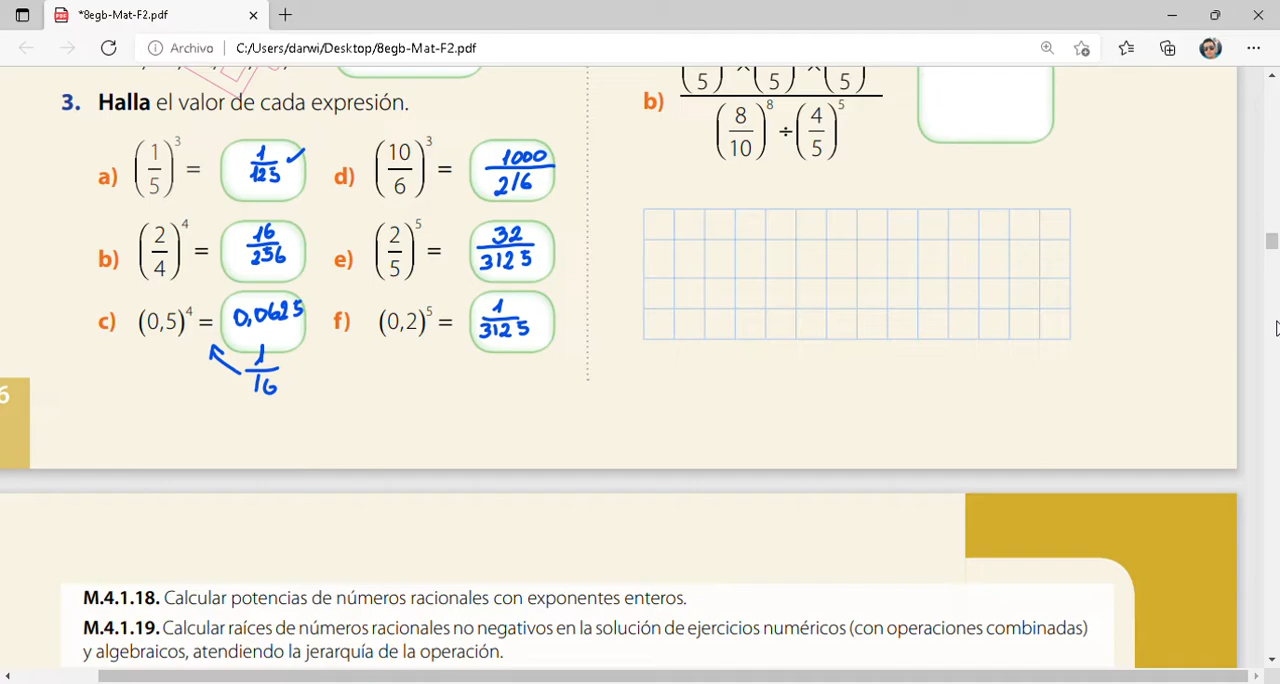 *8egb-Mat-F2.pdf
Archivo C:/Users/darwi/Desktop/8egb-Mat-F2.pdf
3. Halla el valor de cada expresión.
a) (1/5)^3 = 1/125 ✓
b) (2/4)^4 = 16/256
c) (0,5)^4 = 0,0625
1/16
d) (10/6)^3 = 1000/216
e) (2/5)^5 = 32/3125
f) (0,2)^5 = 1/3125
( 5) × ( 5) × ( 5)
b) (8/10)^8 ÷ (4/5)^5
6
M.4.1.18. Calcular potencias de números racionales con exponentes enteros.
M.4.1.19. Calcular raíces de números racionales no negativos en la solución de ejercicios numéricos (con operaciones combinadas)
y algebraicos, atendiendo la jerarquía de la operación.